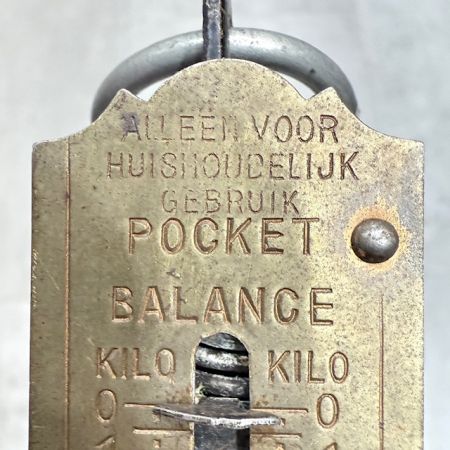 ALLEEN VOOR
HUISHOUDELIJK
GEBRUIK
POCKET
BALANCE
KILO KILO
0 0